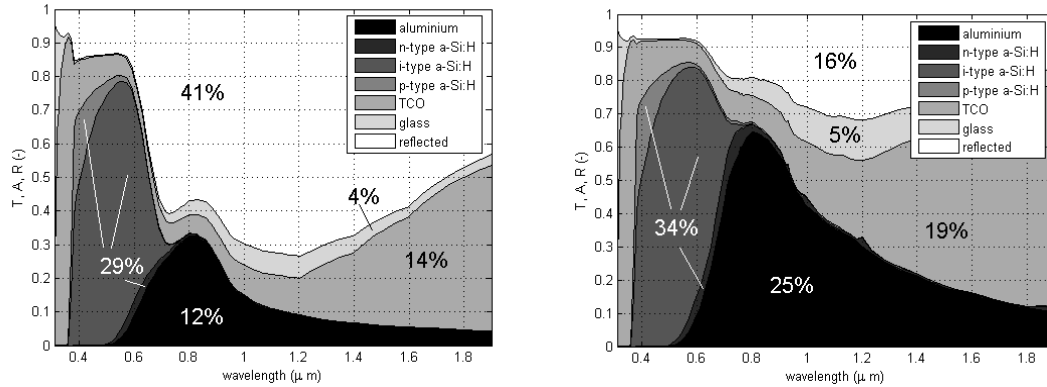 aluminium
n-type a-Si:H
i-type a-Si:H
p-type a-Si:H
TCO
glass
reflected
T, A, R (-)
1
0.9
0.8
0.7
0.6
0.5
0.4
0.3
0.2
0.1
0
41%
4%
29%
14%
12%
0.4 0.6 0.8 1 1.2 1.4 1.6 1.8
wavelength (μ m)
aluminium
n-type a-Si:H
i-type a-Si:H
p-type a-Si:H
TCO
glass
reflected
T, A, R (-)
1
0.9
0.8
0.7
0.6
0.5
0.4
0.3
0.2
0.1
0
16%
5%
34%
19%
25%
0.4 0.6 0.8 1 1.2 1.4 1.6 1.8
wavelength (μ m)